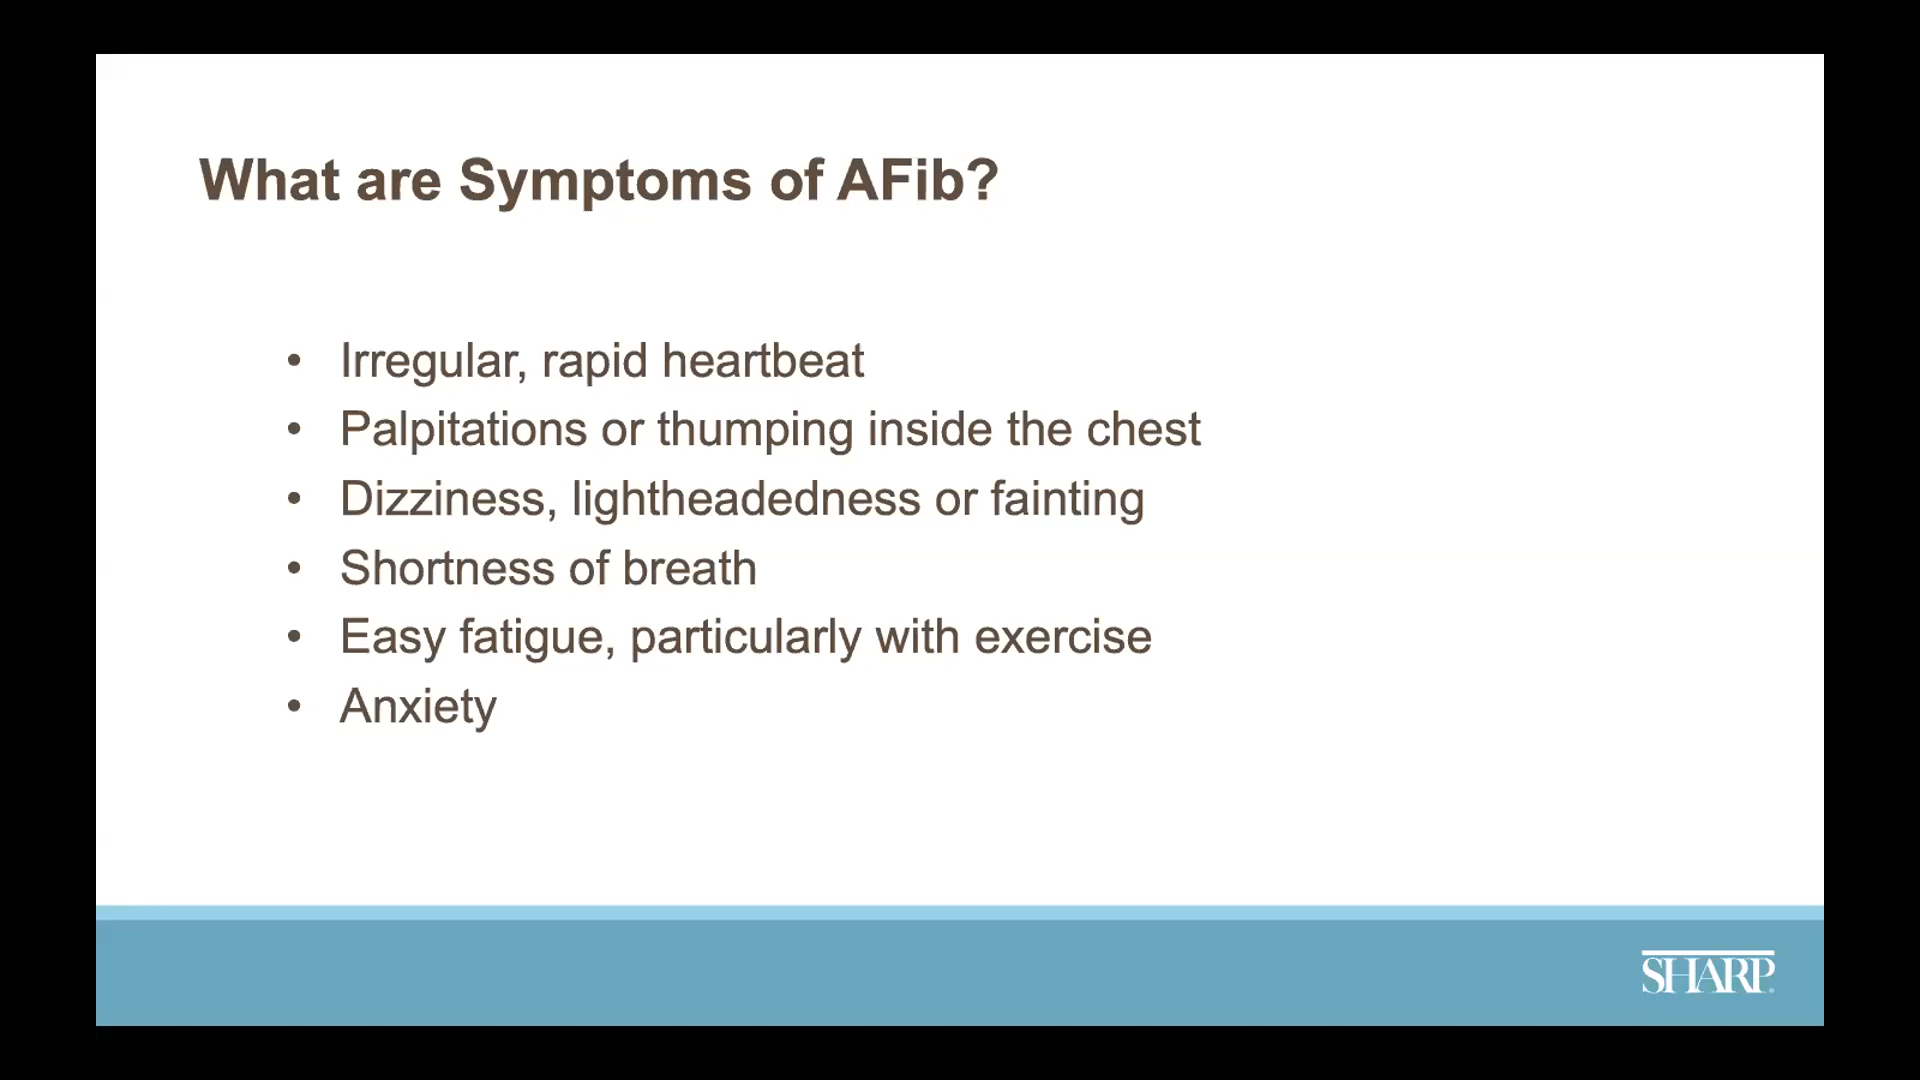 What are Symptoms of AFib?
• Irregular, rapid heartbeat
• Palpitations or thumping inside the chest
• Dizziness, lightheadedness or fainting
• Shortness of breath
• Easy fatigue, particularly with exercise
• Anxiety
SHARP®